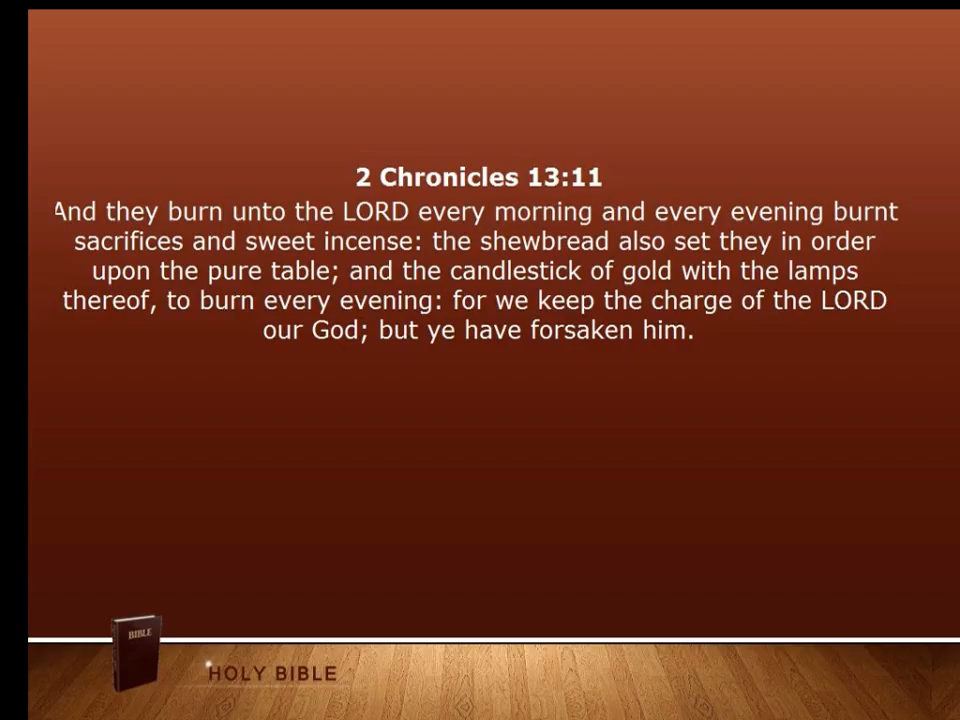 2 Chronicles 13:11
And they burn unto the LORD every morning and every evening burnt
sacrifices and sweet incense: the shewbread also set they in order
upon the pure table; and the candlestick of gold with the lamps
thereof, to burn every evening: for we keep the charge of the LORD
our God; but ye have forsaken him.
BIBLE
HOLY BIBLE